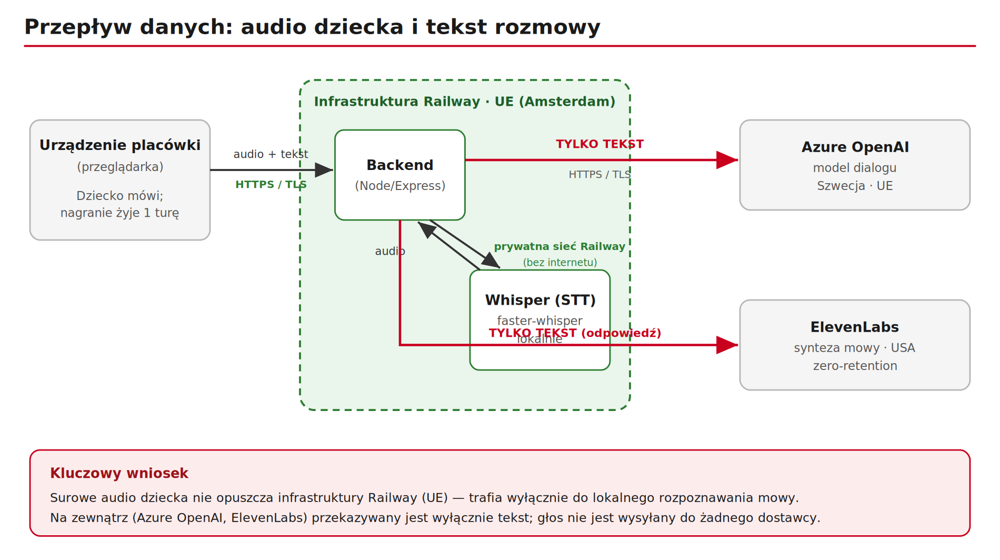 Przepływ danych: audio dziecka i tekst rozmowy
Infrastruktura Railway · UE (Amsterdam)
Urządzenie placówki
(przeglądarka)
Dziecko mówi;
nagranie żyje 1 turę
audio + tekst
HTTPS / TLS
Backend
(Node/Express)
TYLKO TEKST
HTTPS / TLS
Azure OpenAI
model dialogu
Szwecja · UE
audio
prywatna sieć Railway
(bez internetu)
Whisper (STT)
faster-whisper
lokalnie
TYLKO TEKST (odpowiedź)
ElevenLabs
synteza mowy · USA
zero-retention
Kluczowy wniosek
Surowe audio dziecka nie opuszcza infrastruktury Railway (UE) — trafia wyłącznie do lokalnego rozpoznawania mowy.
Na zewnątrz (Azure OpenAI, ElevenLabs) przekazywany jest wyłącznie tekst; głos nie jest wysyłany do żadnego dostawcy.